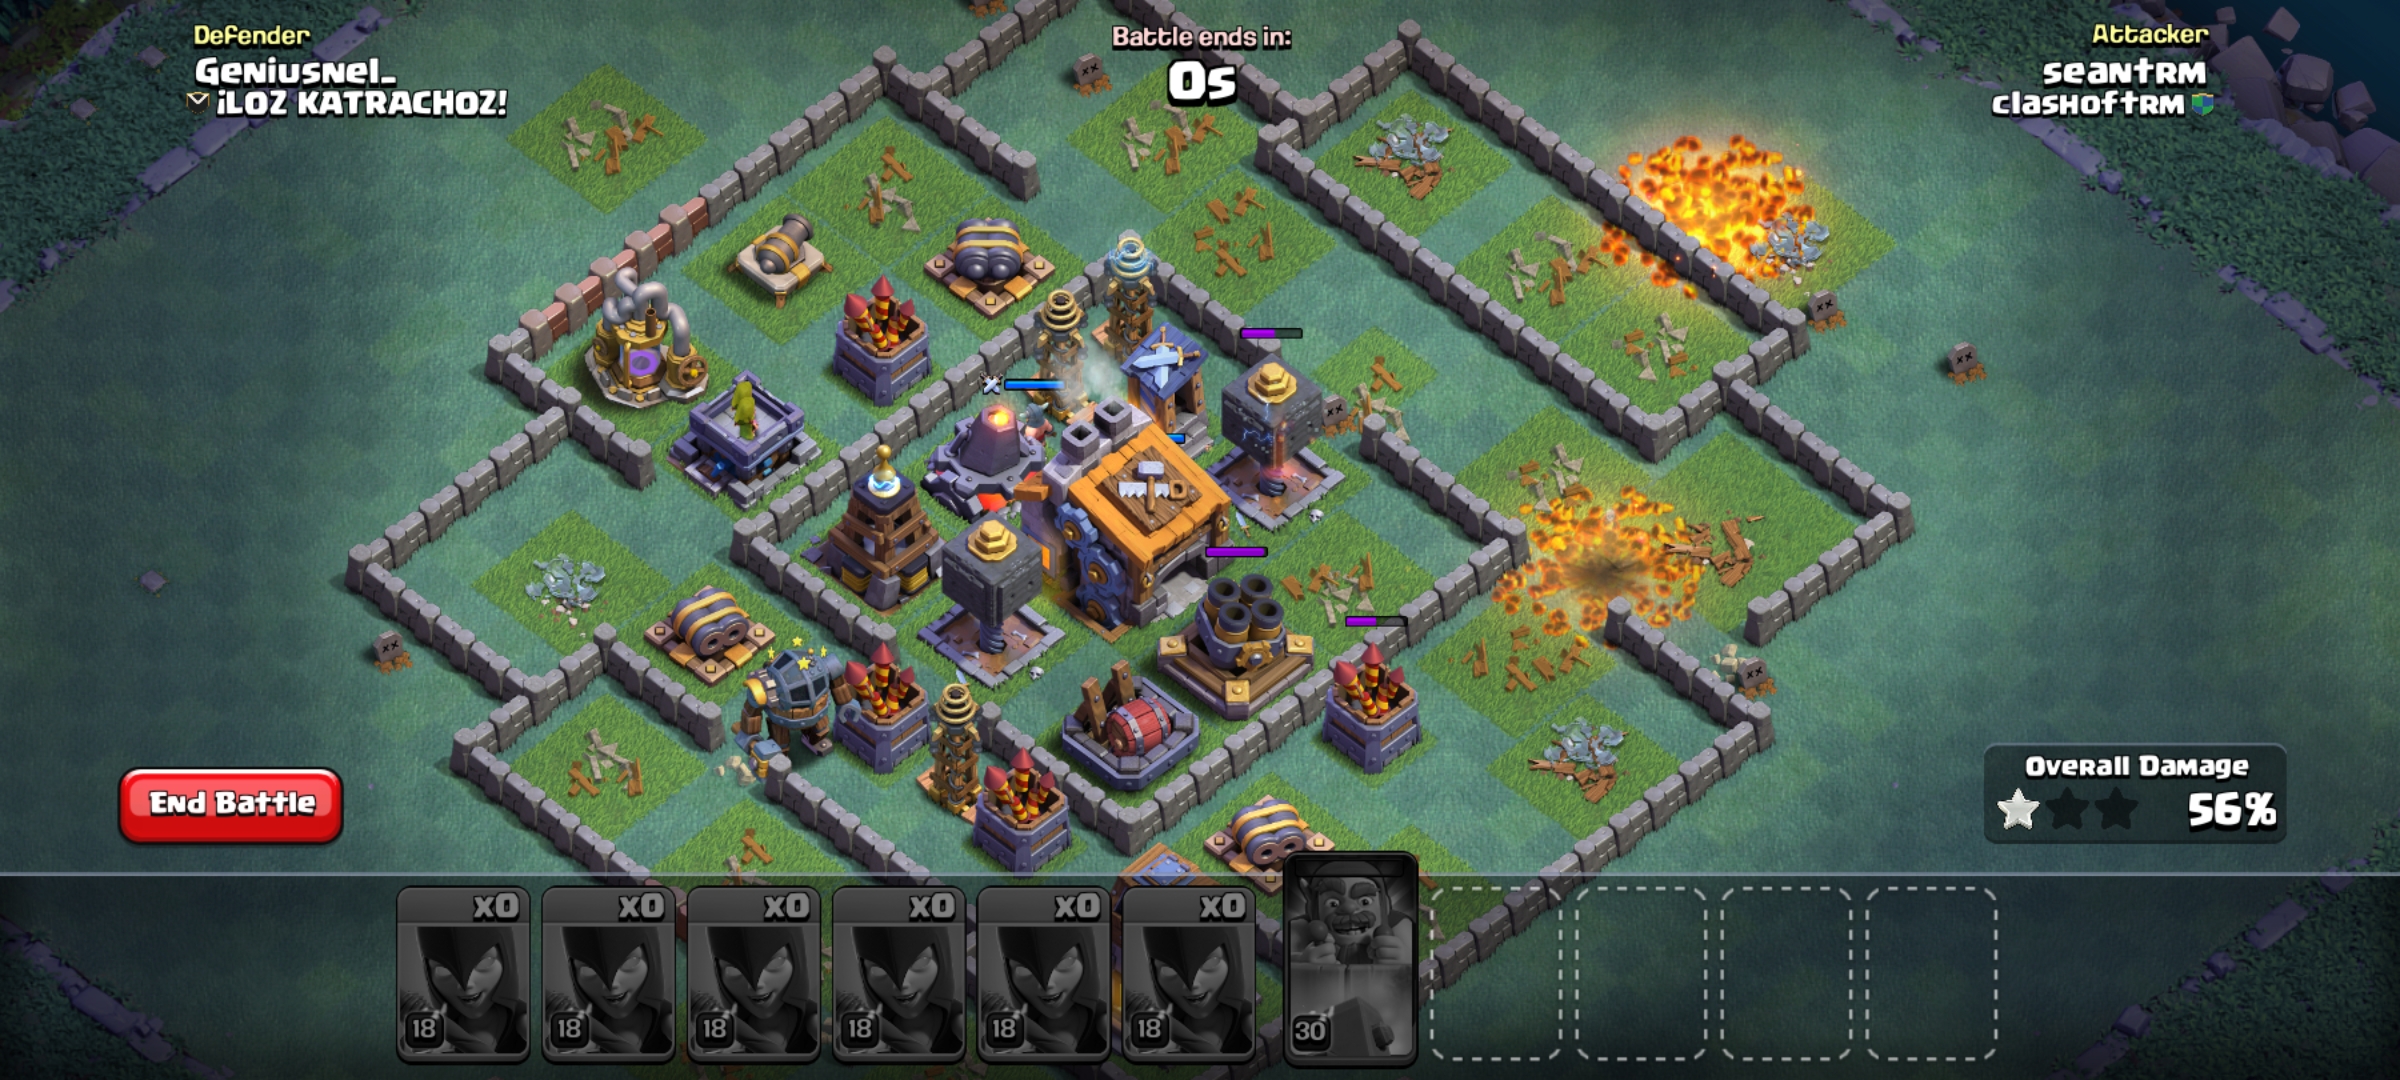 Defender
Geniusnel_
¡LOZ KATRACHOZ!
Battle ends in:
0s
Attacker
seantRM
clashoftRM
End Battle
Overall Damage
56%
x0
x0
x0
x0
x0
x0
18
18
18
18
18
18
30